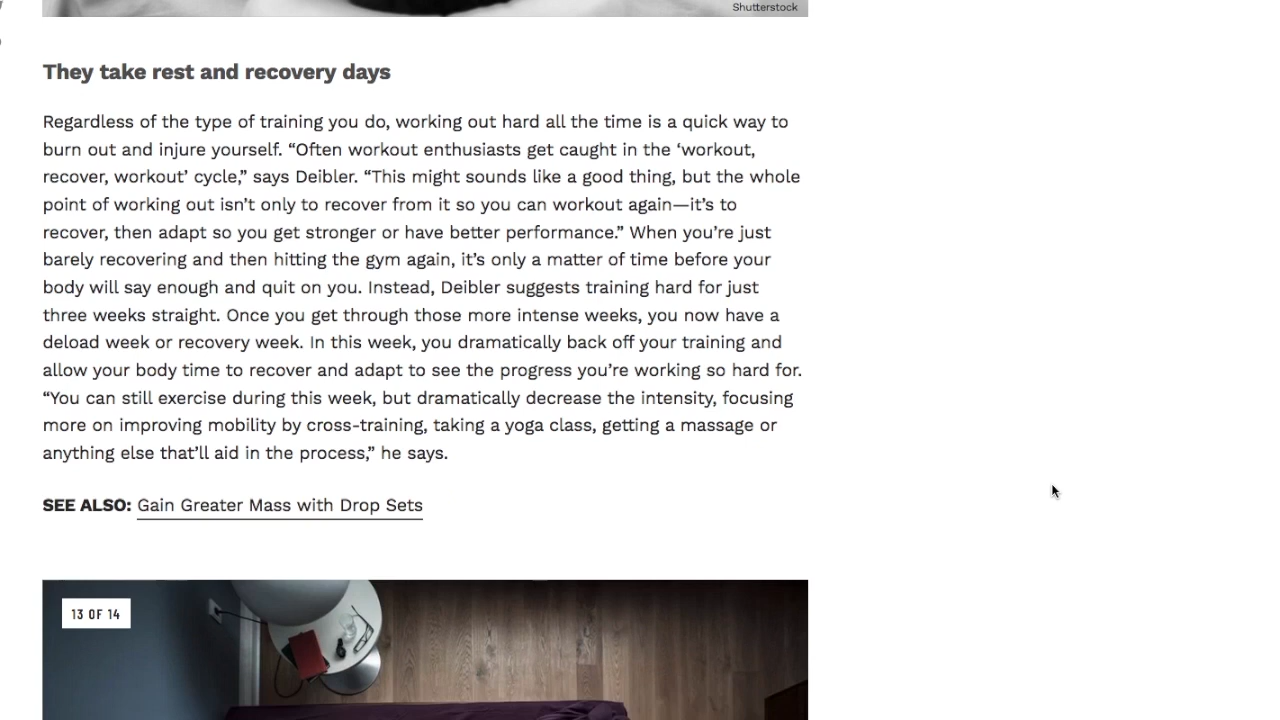 Shutterstock
They take rest and recovery days
Regardless of the type of training you do, working out hard all the time is a quick way to
burn out and injure yourself. “Often workout enthusiasts get caught in the ‘workout,
recover, workout’ cycle,” says Deibler. “This might sounds like a good thing, but the whole
point of working out isn’t only to recover from it so you can workout again—it’s to
recover, then adapt so you get stronger or have better performance.” When you’re just
barely recovering and then hitting the gym again, it’s only a matter of time before your
body will say enough and quit on you. Instead, Deibler suggests training hard for just
three weeks straight. Once you get through those more intense weeks, you now have a
deload week or recovery week. In this week, you dramatically back off your training and
allow your body time to recover and adapt to see the progress you’re working so hard for.
“You can still exercise during this week, but dramatically decrease the intensity, focusing
more on improving mobility by cross-training, taking a yoga class, getting a massage or
anything else that’ll aid in the process,” he says.
SEE ALSO: Gain Greater Mass with Drop Sets
13 OF 14